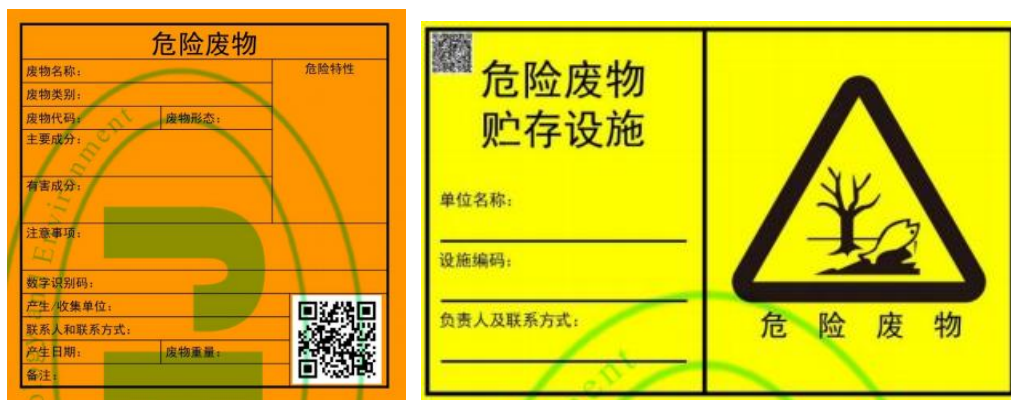 危险废物
废物名称：
危险特性
废物类别：
废物代码：
废物形态：
主要成分：
有害成分：
注意事项：
数字识别码：
产生/收集单位：
联系人和联系方式：
产生日期：
废物重量：
备注：
Environment
危险废物
贮存设施
单位名称：
设施编码：
负责人及联系方式：
危险废物